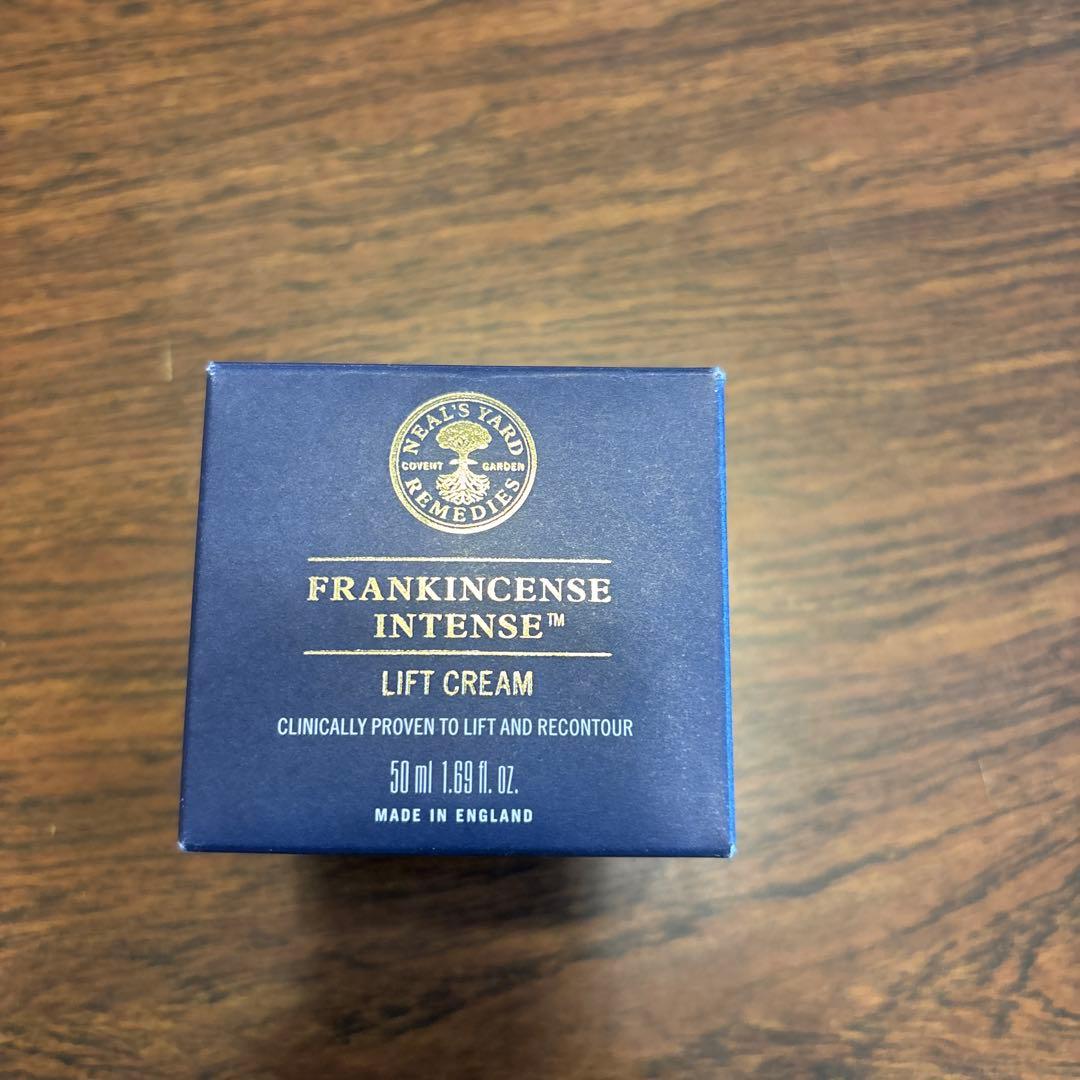 NEAL'S YARD
COVENT GARDEN
REMEDIES
FRANKINCENSE
INTENSE™
LIFT CREAM
CLINICALLY PROVEN TO LIFT AND RECONTOUR
50 ml 1.69 fl. oz.
MADE IN ENGLAND